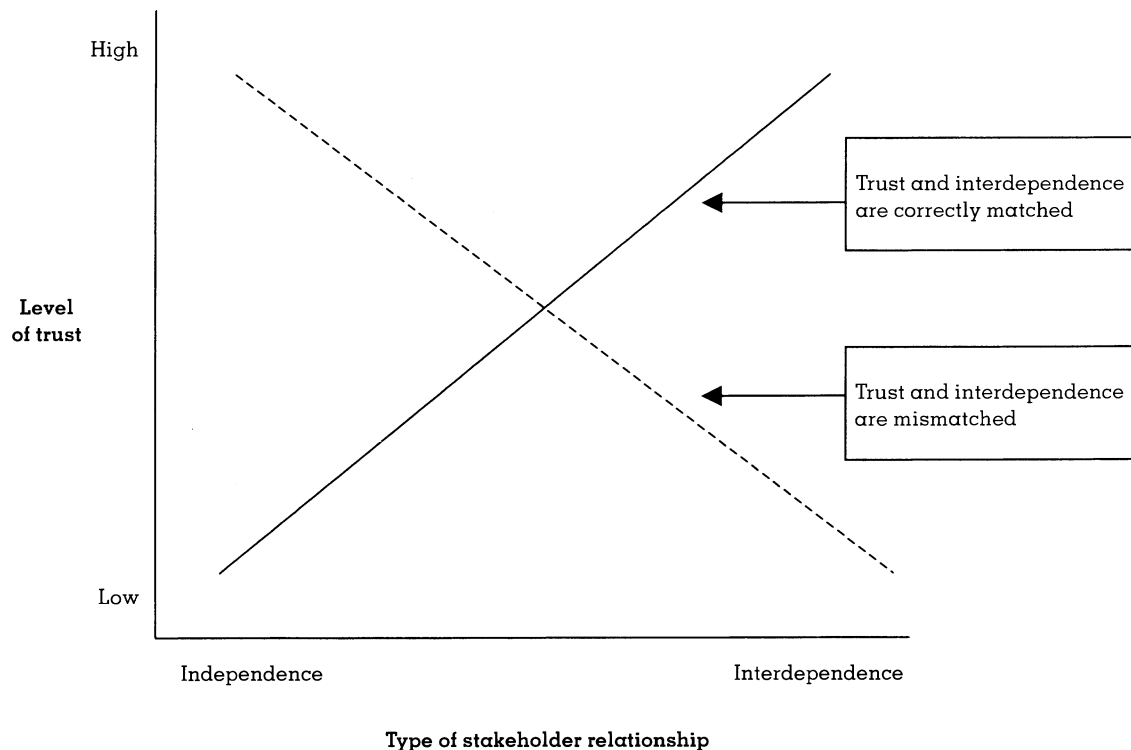 High
Trust and interdependence
are correctly matched
Level
of trust
Trust and interdependence
are mismatched
Low
Independence
Interdependence
Type of stakeholder relationship